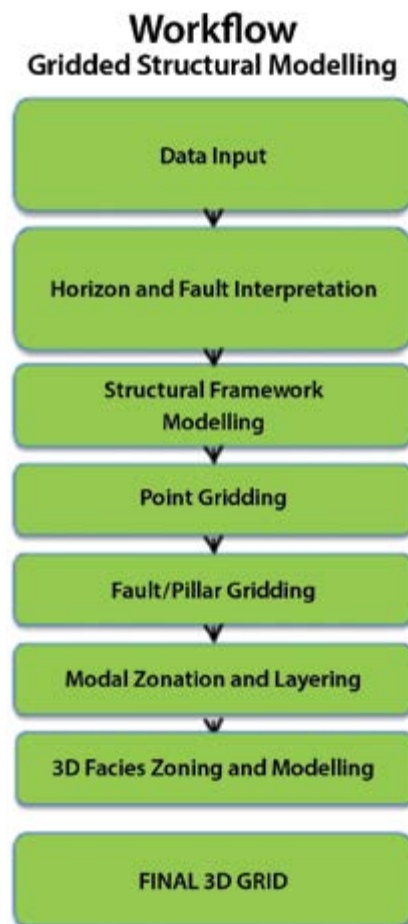 Workflow
Gridded Structural Modelling
Data Input
Horizon and Fault Interpretation
Structural Framework
Modelling
Point Gridding
Fault/Pillar Gridding
Modal Zonation and Layering
3D Facies Zoning and Modelling
FINAL 3D GRID